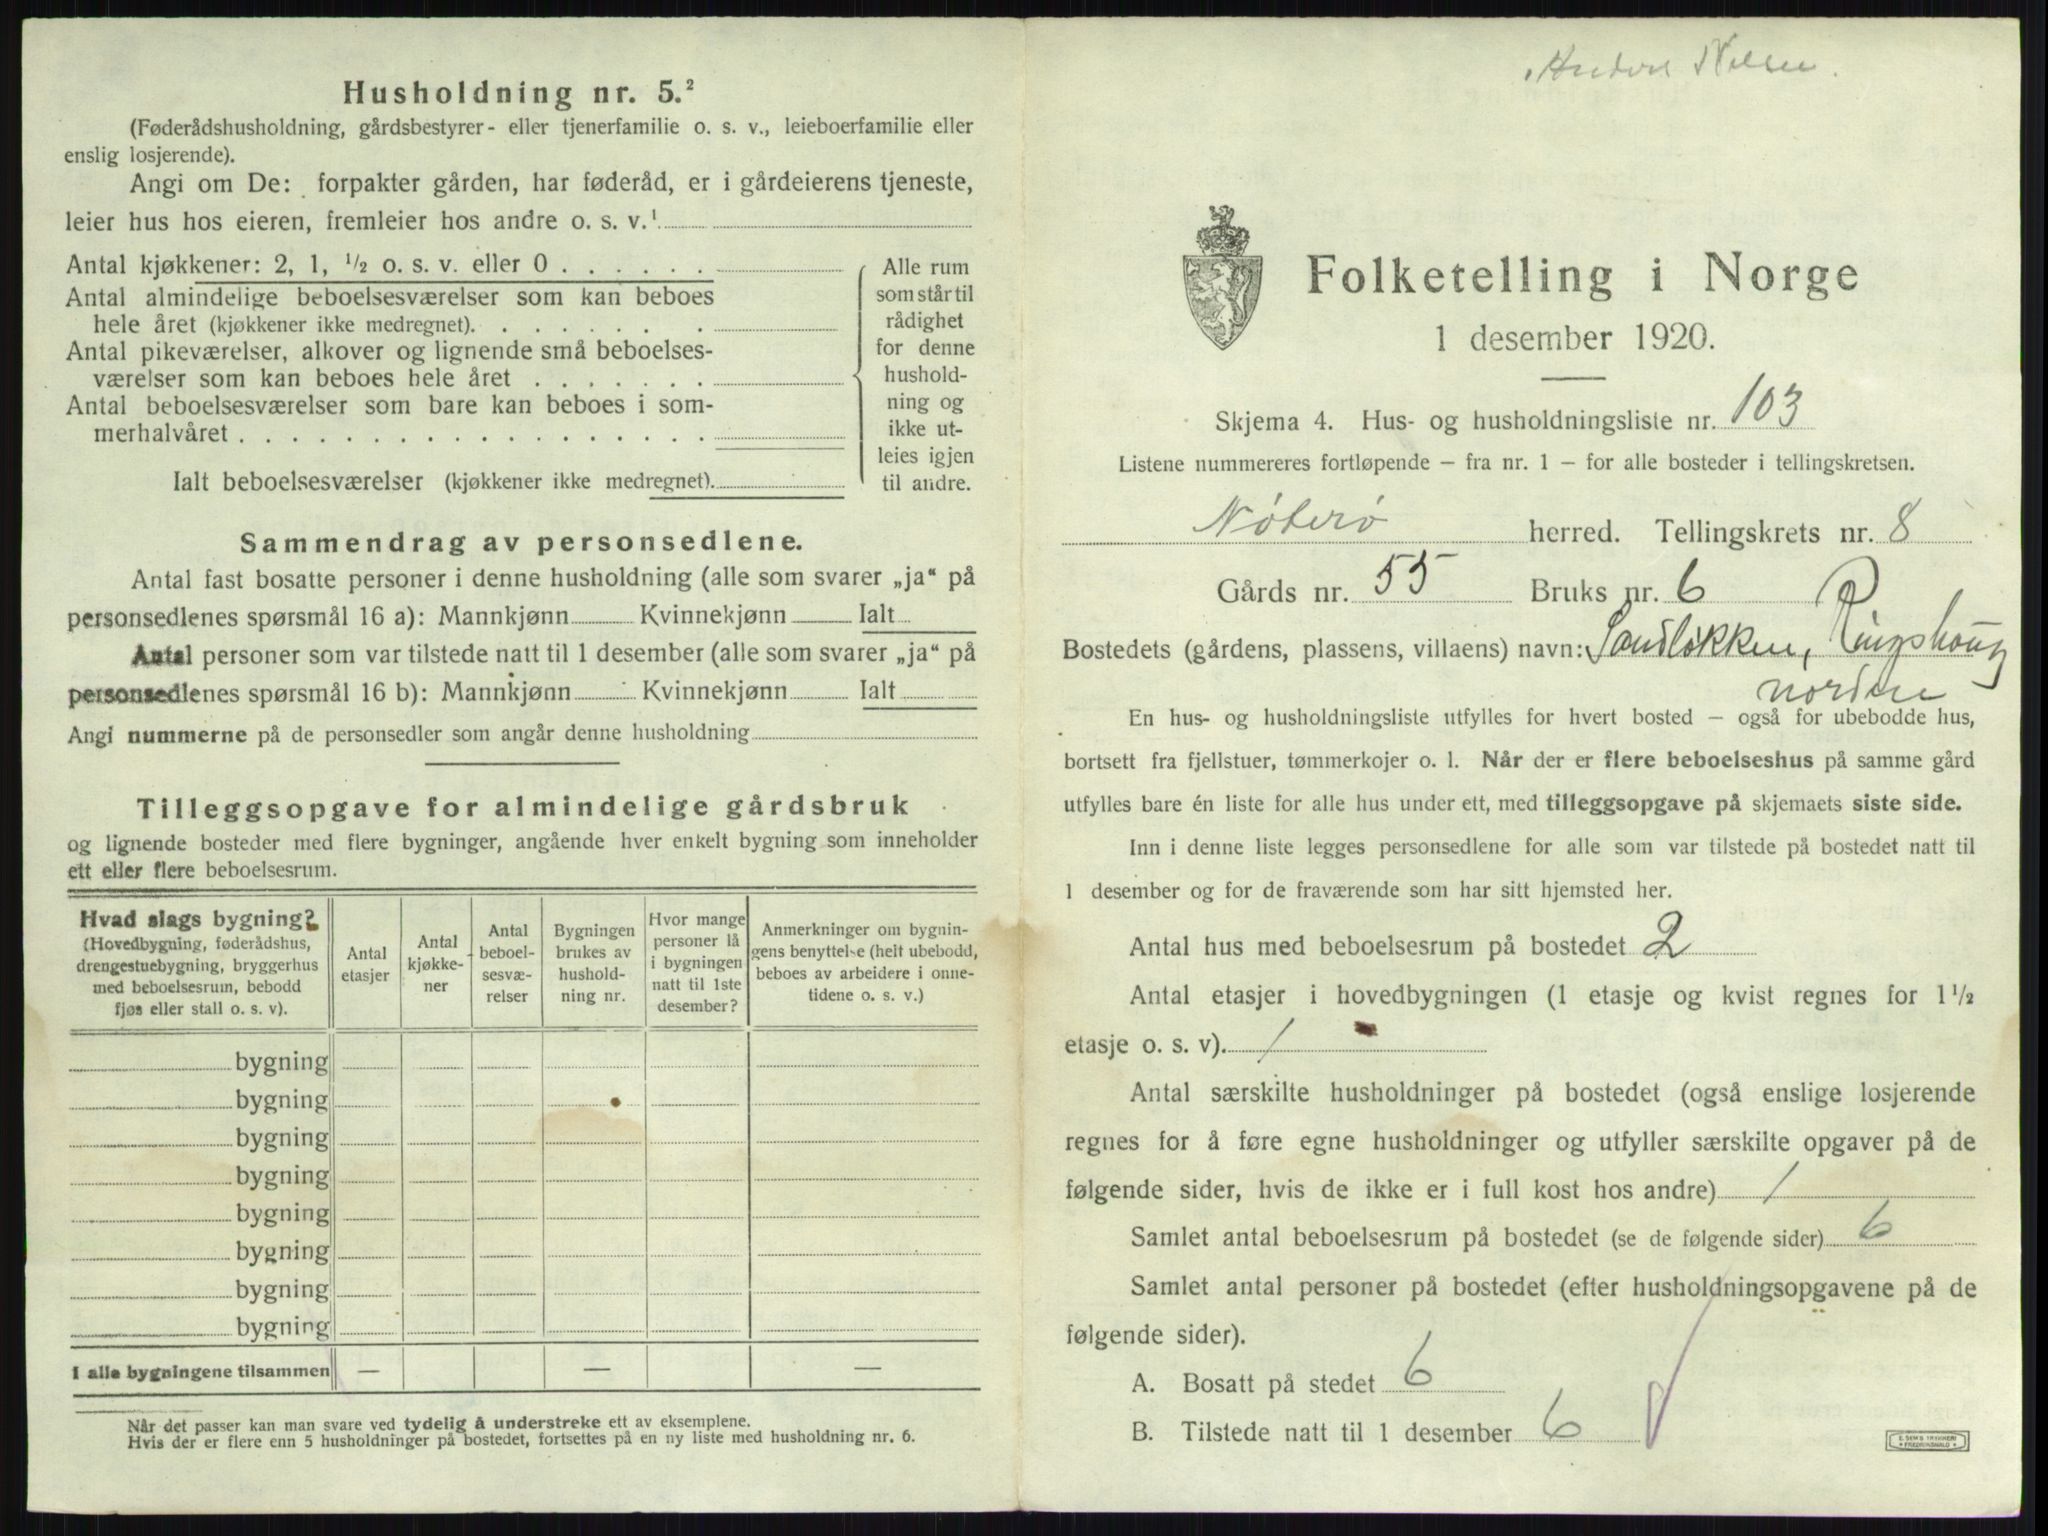 Husholdning nr. 5.²
(Føderådshusholdning, gårdsbestyrer- eller tjenerfamilie o. s. v., leieboerfamilie eller
enslig losjerende).
Angi om De: forpakter gården, har føderåd, er i gårdeierens tjeneste,
leier hus hos eieren, fremleier hos andre o. s. v.¹
Antal kjøkkener: 2, 1, ½ o. s. v. eller 0 . . . . . .
Antal almindelige beboelsesværelser som kan beboes
hele året (kjøkkener ikke medregnet). . . . . . . .
Antal pikeværelser, alkover og lignende små beboelses-
værelser som kan beboes hele året . . . . . . .
Antal beboelsesværelser som bare kan beboes i som-
merhalvåret . . . . . . . . . . . . . . . . . .
Ialt beboelsesværelser (kjøkkener ikke medregnet).
Alle rum
som står til
rådighet
for denne
hushold-
ning og
ikke ut-
leies igjen
til andre.
Sammendrag av personsedlene.
Antal fast bosatte personer i denne husholdning (alle som svarer „ja“ på
personsedlenes spørsmål 16 a): Mannkjønn Kvinnekjønn Ialt
Antal personer som var tilstede natt til 1 desember (alle som svarer „ja“ på
personsedlenes spørsmål 16 b): Mannkjønn Kvinnekjønn Ialt
Angi nummerne på de personsedler som angår denne husholdning
Tilleggsopgave for almindelige gårdsbruk
og lignende bosteder med flere bygninger, angående hver enkelt bygning som inneholder
ett eller flere beboelsesrum.
Hvad slags bygning?
(Hovedbygning, føderådshus,
drengestuebygning, bryggerhus
med beboelsesrum, bebodd
fjøs eller stall o. s. v).
Antal
etasjer
Antal
kjøkke-
ner
Antal
beboel-
sesvæ-
relser
Bygningen
brukes av
hushold-
ning nr.
Hvor mange
personer lå
i bygningen
natt til 1ste
desember?
Anmerkninger om bygnin-
gens benyttelse (helt ubebodd,
beboes av arbeidere i onne-
tidene o. s. v.)
bygning
bygning
bygning
bygning
bygning
bygning
bygning
bygning
I alle bygningene tilsammen — — —
Når det passer kan man svare ved tydelig å understreke ett av eksemplene.
Hvis der er flere enn 5 husholdninger på bostedet, fortsettes på en ny liste med husholdning nr. 6.
Nilsen
Folketelling i Norge
1 desember 1920.
Skjema 4. Hus- og husholdningsliste nr. 103
Listene nummereres fortløpende – fra nr. 1 – for alle bosteder i tellingskretsen.
Nøterø herred. Tellingskrets nr. 8
Gårds nr. 55 Bruks nr. 6
Bostedets (gårdens, plassens, villaens) navn: Sandløkken, Ringshoug
nordre
En hus- og husholdningsliste utfylles for hvert bosted – også for ubebodde hus,
bortsett fra fjellstuer, tømmerkojer o. l. Når der er flere beboelseshus på samme gård
utfylles bare én liste for alle hus under ett, med tilleggsopgave på skjemaets siste side.
Inn i denne liste legges personsedlene for alle som var tilstede på bostedet natt til
1 desember og for de fraværende som har sitt hjemsted her.
Antal hus med beboelsesrum på bostedet 2
Antal etasjer i hovedbygningen (1 etasje og kvist regnes for 1½
etasje o. s. v). 1
Antal særskilte husholdninger på bostedet (også enslige losjerende
regnes for å føre egne husholdninger og utfyller særskilte opgaver på de
følgende sider, hvis de ikke er i full kost hos andre) 1
Samlet antal beboelsesrum på bostedet (se de følgende sider) 6
Samlet antal personer på bostedet (efter husholdningsopgavene på de
følgende sider).
A. Bosatt på stedet 6
B. Tilstede natt til 1 desember 6
E. SEMS TRYKKERI
FREDRIKSHALD